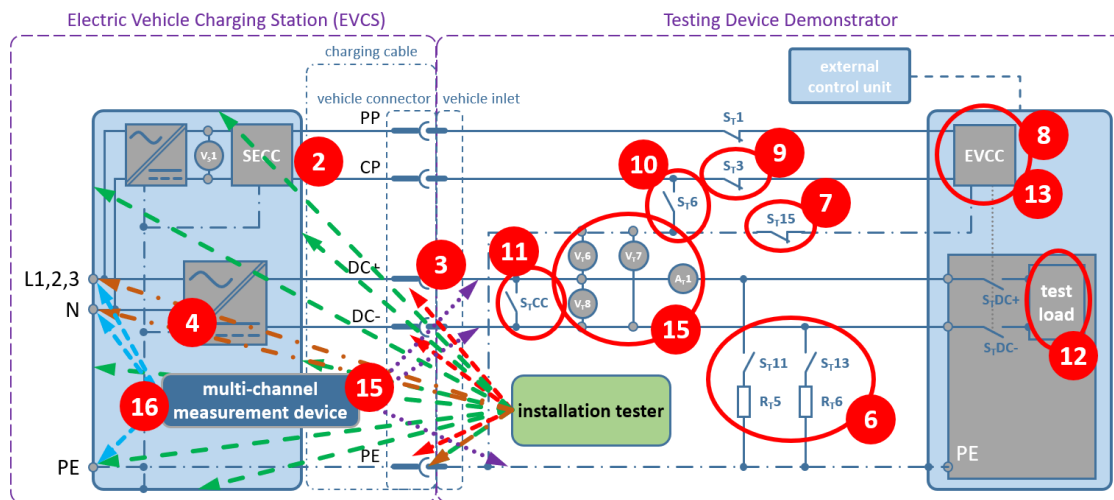 Electric Vehicle Charging Station (EVCS)
Testing Device Demonstrator
charging cable
external
control unit
vehicle connector
vehicle inlet
PP
S_T1
V_T1
SECC
2
8
EVCC
10
9
CP
S_T3
13
S_T6
7
S_T15
11
3
V_T6
V_T7
L1,2,3
DC+
A_T1
S_TDC+
test
load
S_TCC
N
4
DC-
V_T8
15
S_TDC-
12
S_T11
S_T13
multi-channel
measurement device
15
16
installation tester
R_T5
R_T6
6
PE
PE
PE